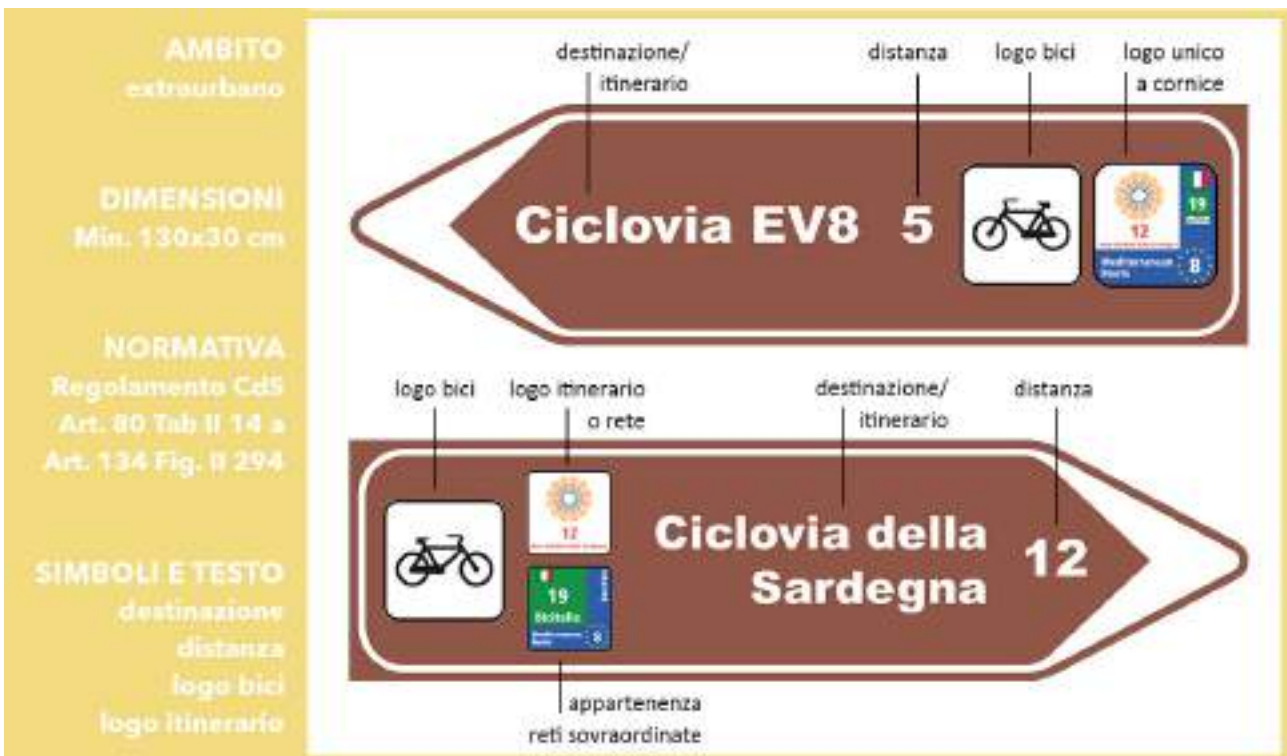 AMBITO
extraurbano
DIMENSIONI
Min. 130x30 cm
NORMATIVA
Regolamento CdS
Art. 80 Tab II 14 a
Art. 134 Fig. II 294
SIMBOLI E TESTO
destinazione
distanza
logo bici
logo itinerario
destinazione/
itinerario
distanza
logo bici
logo unico
a cornice
Ciclovia EV8 5
12
19
Mediterranean
Route
8
logo bici
logo itinerario
o rete
destinazione/
itinerario
distanza
12
19
Bicitalia
8
Ciclovia della
Sardegna
12
appartenenza
reti sovraordinate